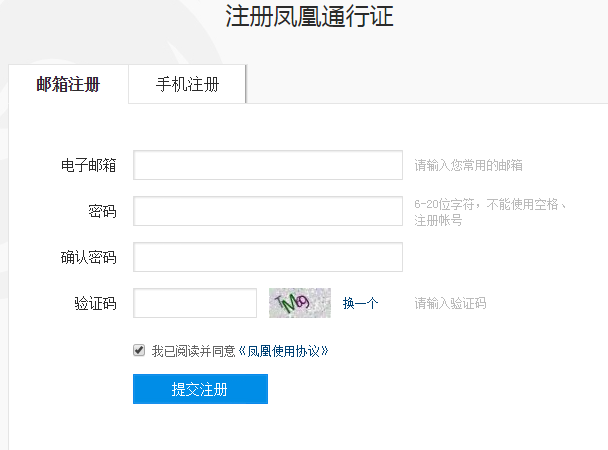 注册凤凰通行证
邮箱注册 手机注册
电子邮箱 请输入您常用的邮箱
密码 6-20位字符，不能使用空格、
注册帐号
确认密码
验证码 换一个 请输入验证码
我已阅读并同意《凤凰使用协议》
提交注册